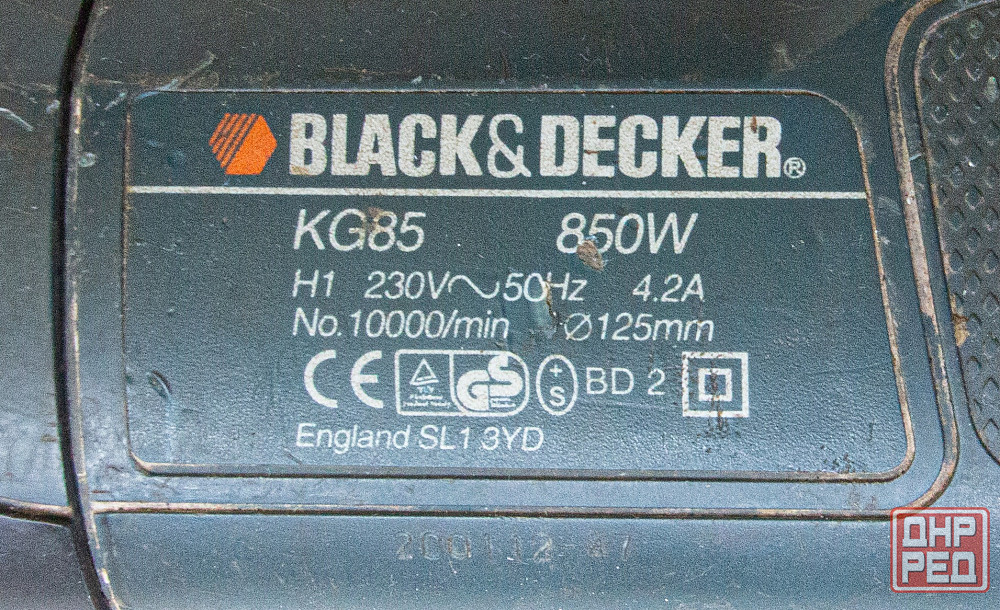 BLACK&DECKER®
KG85 850W
H1 230V～50Hz 4.2A
No.10000/min Ø125mm
CE GS +S BD 2
England SL1 3YD
ДНР
РЕД